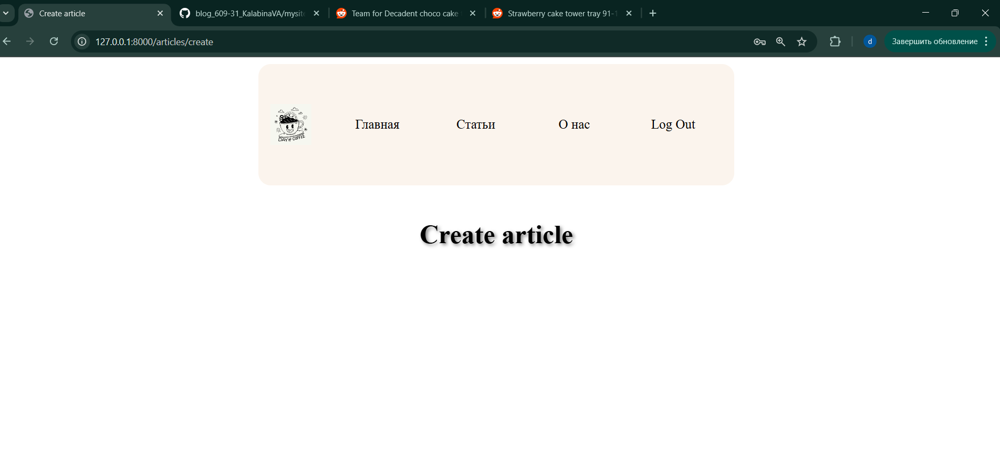 Create article
blog_609-31_KalabinaVA/mysite
Team for Decadent choco cake
Strawberry cake tower tray 91-1
127.0.0.1:8000/articles/create
d
Завершить обновление
DAY of COFFEE
Главная
Статьи
О нас
Log Out
Create article